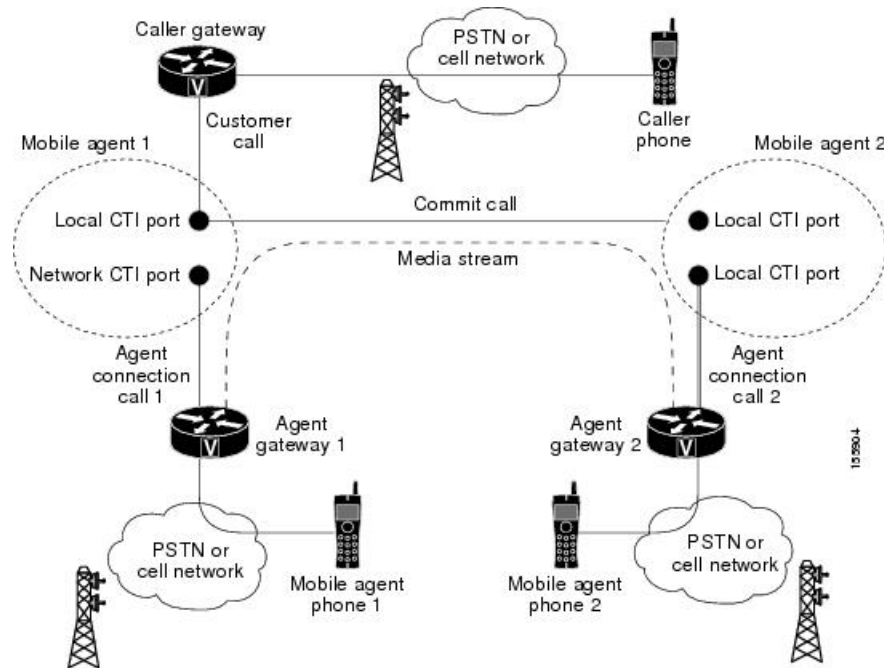 Caller gateway
PSTN or
cell network
Customer
call
Caller
phone
Mobile agent 1
Mobile agent 2
Local CTI port
Commit call
Local CTI port
Network CTI port
Media stream
Local CTI port
Agent
connection
call 1
Agent
connection
call 2
Agent
gateway 1
Agent
gateway 2
V
V
V
PSTN or
cell network
Mobile agent
phone 1
Mobile agent
phone 2
PSTN or
cell network
155904